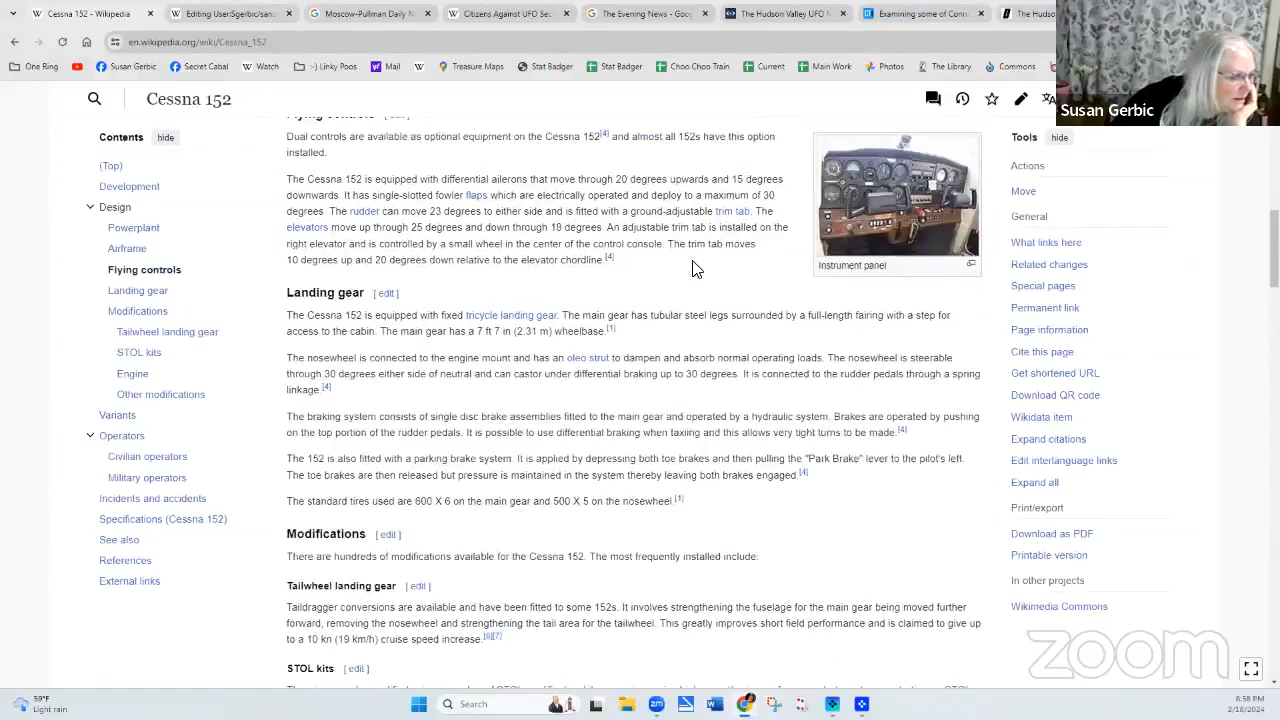 Editing UserGerbic/sanu
Moscow-Pullman Daily N
Citizens Against UFO Sec
The Evening News - Goo
The Hudson Valley UFO
Examining some of Conn
The Hud
en.wikipedia.org/wiki/Cessna_152
One Ring
Susan Gerbic
Secret Cabal
Watch
:-) Linky Poos
Mail
Treasure Maps
Stat Badger
Stat Badger
Choo Choo Train
Current
Main Work
Photos
The Library
Commons
Susan Gerbic
Cessna 152
Contents hide
(Top)
Development
Design
Powerplant
Airframe
Flying controls
Landing gear
Modifications
Tailwheel landing gear
STOL kits
Engine
Other modifications
Variants
Operators
Civilian operators
Military operators
Incidents and accidents
Specifications (Cessna 152)
See also
References
External links
Flying controls [ edit ]
Dual controls are available as optional equipment on the Cessna 152[4] and almost all 152s have this option
installed.
The Cessna 152 is equipped with differential ailerons that move through 20 degrees upwards and 15 degrees
downwards. It has single-slotted fowler flaps which are electrically operated and deploy to a maximum of 30
degrees. The rudder can move 23 degrees to either side and is fitted with a ground-adjustable trim tab. The
elevators move up through 25 degrees and down through 18 degrees. An adjustable trim tab is installed on the
right elevator and is controlled by a small wheel in the center of the control console. The trim tab moves
10 degrees up and 20 degrees down relative to the elevator chordline.[4]
Instrument panel
Landing gear [ edit ]
The Cessna 152 is equipped with fixed tricycle landing gear. The main gear has tubular steel legs surrounded by a full-length fairing with a step for
access to the cabin. The main gear has a 7 ft 7 in (2.31 m) wheelbase.[1]
The nosewheel is connected to the engine mount and has an oleo strut to dampen and absorb normal operating loads. The nosewheel is steerable
through 30 degrees either side of neutral and can castor under differential braking up to 30 degrees. It is connected to the rudder pedals through a spring
linkage.[4]
The braking system consists of single disc brake assemblies fitted to the main gear and operated by a hydraulic system. Brakes are operated by pushing
on the top portion of the rudder pedals. It is possible to use differential braking when taxiing and this allows very tight turns to be made.[4]
The 152 is also fitted with a parking brake system. It is applied by depressing both toe brakes and then pulling the "Park Brake" lever to the pilot's left.
The toe brakes are then released but pressure is maintained in the system thereby leaving both brakes engaged.[4]
The standard tires used are 600 X 6 on the main gear and 500 X 5 on the nosewheel.[1]
Modifications [ edit ]
There are hundreds of modifications available for the Cessna 152. The most frequently installed include:
Tailwheel landing gear [ edit ]
Taildragger conversions are available and have been fitted to some 152s. It involves strengthening the fuselage for the main gear being moved further
forward, removing the nosewheel and strengthening the tail area for the tailwheel. This greatly improves short field performance and is claimed to give up
to a 10 kn (19 km/h) cruise speed increase.[6][7]
STOL kits [ edit ]
Tools hide
Actions
Move
General
What links here
Related changes
Special pages
Permanent link
Page information
Cite this page
Get shortened URL
Download QR code
Wikidata item
Expand citations
Edit interlanguage links
Expand all
Print/export
Download as PDF
Printable version
In other projects
Wikimedia Commons
zoom
59°F
Light rain
Search
8:58 PM
2/18/2024